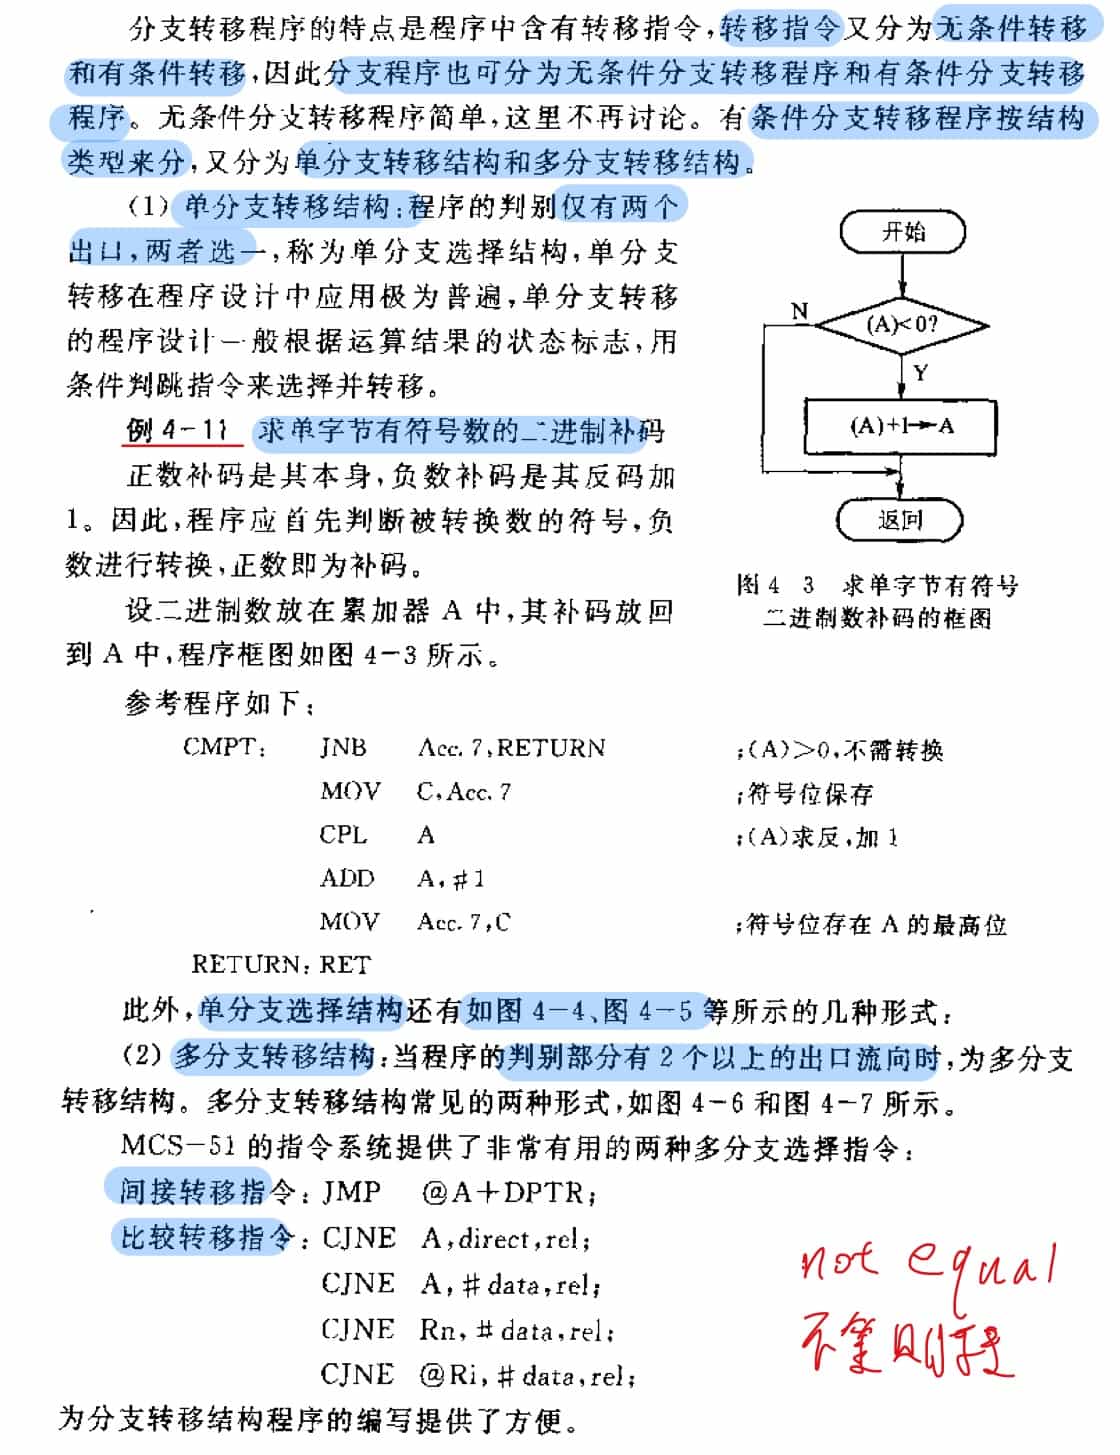 分支转移程序的特点是程序中含有转移指令,转移指令又分为无条件转移
和有条件转移,因此分支程序也可分为无条件分支转移程序和有条件分支转移
程序。无条件分支转移程序简单,这里不再讨论。有条件分支转移程序按结构
类型来分,又分为单分支转移结构和多分支转移结构。
(1) 单分支转移结构:程序的判别仅有两个
出口,两者选一,称为单分支选择结构,单分支
转移在程序设计中应用极为普遍,单分支转移
的程序设计一般根据运算结果的状态标志,用
条件判跳指令来选择并转移。
例 4-11 求单字节有符号数的二进制补码
正数补码是其本身,负数补码是其反码加
1。因此,程序应首先判断被转换数的符号,负
数进行转换,正数即为补码。
设二进制数放在累加器 A 中,其补码放回
到 A 中,程序框图如图 4-3 所示。
开始
(A)<0?
N
Y
(A)+1→A
返回
图 4 3 求单字节有符号
二进制数补码的框图
参考程序如下:
CMPT: JNB Acc.7,RETURN ;(A)>0,不需转换
MOV C,Acc.7 ;符号位保存
CPL A ;(A)求反,加 1
ADD A,#1
MOV Acc.7,C ;符号位存在 A 的最高位
RETURN: RET
此外,单分支选择结构还有如图 4-4、图 4-5 等所示的几种形式:
(2) 多分支转移结构:当程序的判别部分有 2 个以上的出口流向时,为多分支
转移结构。多分支转移结构常见的两种形式,如图 4-6 和图 4-7 所示。
MCS-51 的指令系统提供了非常有用的两种多分支选择指令:
间接转移指令: JMP @A+DPTR;
比较转移指令: CJNE A,direct,rel;
CJNE A,#data,rel;
CJNE Rn,#data,rel;
CJNE @Ri,#data,rel;
not equal
不等则转
为分支转移结构程序的编写提供了方便。